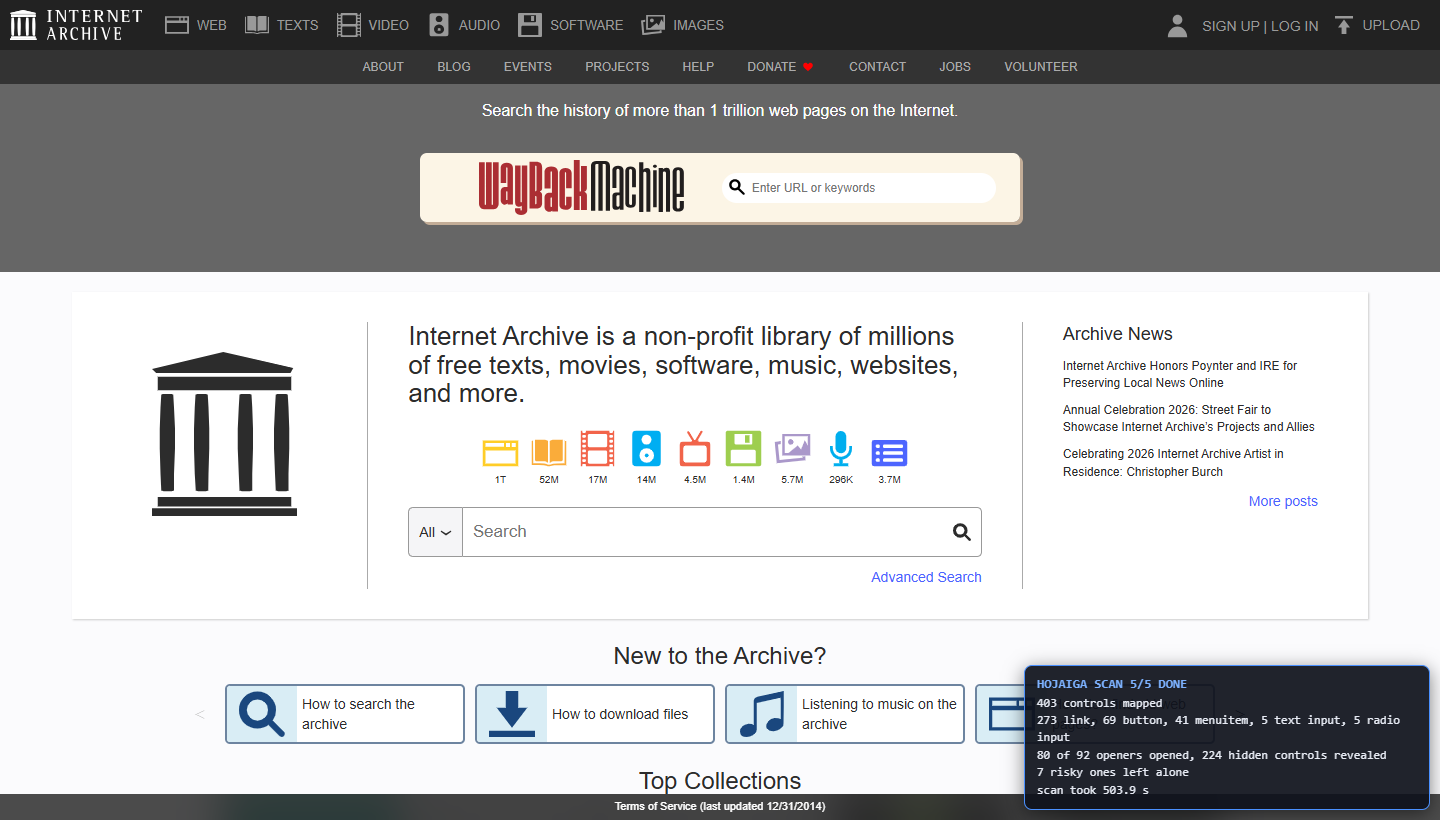 INTERNET
ARCHIVE
WEB
TEXTS
VIDEO
AUDIO
SOFTWARE
IMAGES
SIGN UP | LOG IN
UPLOAD
ABOUT
BLOG
EVENTS
PROJECTS
HELP
DONATE
CONTACT
JOBS
VOLUNTEER
Search the history of more than 1 trillion web pages on the Internet.
WayBackMachine
Enter URL or keywords
Internet Archive is a non-profit library of millions
of free texts, movies, software, music, websites,
and more.
1T
52M
17M
14M
4.5M
1.4M
5.7M
296K
3.7M
All
Search
Advanced Search
Archive News
Internet Archive Honors Poynter and IRE for
Preserving Local News Online
Annual Celebration 2026: Street Fair to
Showcase Internet Archive's Projects and Allies
Celebrating 2026 Internet Archive Artist in
Residence: Christopher Burch
More posts
New to the Archive?
<
How to search the
archive
How to download files
Listening to music on the
archive
HOJAIGA SCAN 5/5 DONE
403 controls mapped
273 link, 69 button, 41 menuitem, 5 text input, 5 radio
input
80 of 92 openers opened, 224 hidden controls revealed
7 risky ones left alone
scan took 503.9 s
Top Collections
Terms of Service (last updated 12/31/2014)